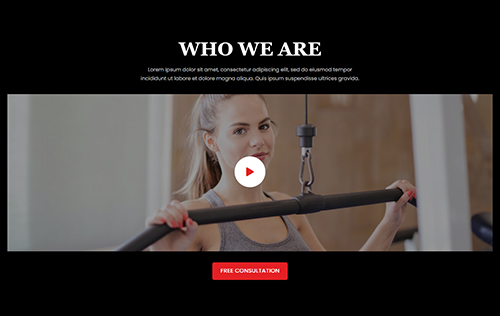 WHO WE ARE
Lorem ipsum dolor sit amet, consectetur adipiscing elit, sed do eiusmod tempor
incididunt ut labore et dolore magna aliqua. Quis ipsum suspendisse ultrices gravida.
FREE CONSULTATION